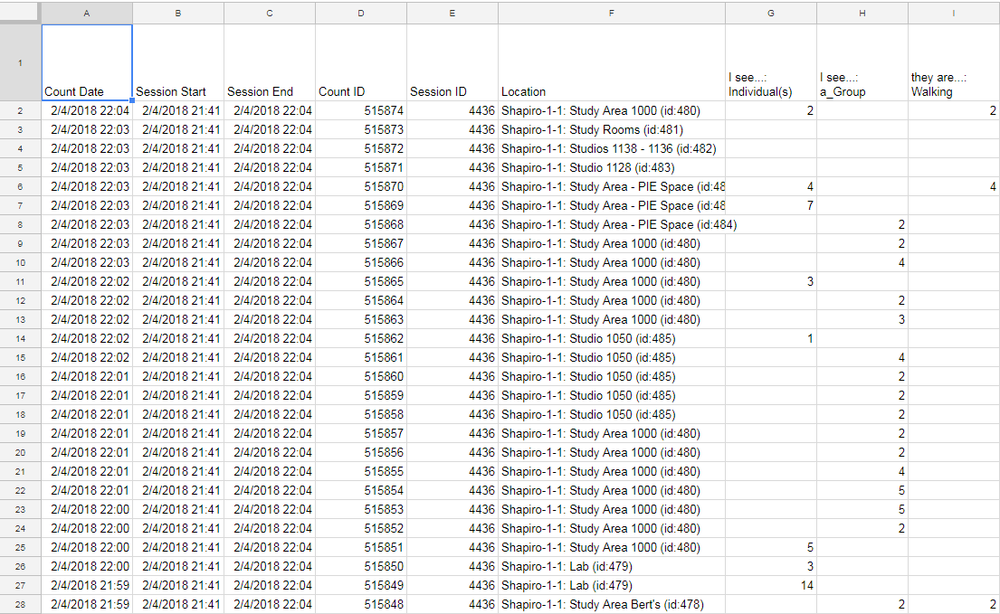 A B C D E F G H I
1 Count Date Session Start Session End Count ID Session ID Location I see...: Individual(s) I see...: a_Group they are...: Walking
2 2/4/2018 22:04 2/4/2018 21:41 2/4/2018 22:04 515874 4436 Shapiro-1-1: Study Area 1000 (id:480) 2 2
3 2/4/2018 22:03 2/4/2018 21:41 2/4/2018 22:04 515873 4436 Shapiro-1-1: Study Rooms (id:481)
4 2/4/2018 22:03 2/4/2018 21:41 2/4/2018 22:04 515872 4436 Shapiro-1-1: Studios 1138 - 1136 (id:482)
5 2/4/2018 22:03 2/4/2018 21:41 2/4/2018 22:04 515871 4436 Shapiro-1-1: Studio 1128 (id:483)
6 2/4/2018 22:03 2/4/2018 21:41 2/4/2018 22:04 515870 4436 Shapiro-1-1: Study Area - PIE Space (id:48 4 4
7 2/4/2018 22:03 2/4/2018 21:41 2/4/2018 22:04 515869 4436 Shapiro-1-1: Study Area - PIE Space (id:48 7
8 2/4/2018 22:03 2/4/2018 21:41 2/4/2018 22:04 515868 4436 Shapiro-1-1: Study Area - PIE Space (id:484) 2
9 2/4/2018 22:03 2/4/2018 21:41 2/4/2018 22:04 515867 4436 Shapiro-1-1: Study Area 1000 (id:480) 2
10 2/4/2018 22:03 2/4/2018 21:41 2/4/2018 22:04 515866 4436 Shapiro-1-1: Study Area 1000 (id:480) 4
11 2/4/2018 22:02 2/4/2018 21:41 2/4/2018 22:04 515865 4436 Shapiro-1-1: Study Area 1000 (id:480) 3
12 2/4/2018 22:02 2/4/2018 21:41 2/4/2018 22:04 515864 4436 Shapiro-1-1: Study Area 1000 (id:480) 2
13 2/4/2018 22:02 2/4/2018 21:41 2/4/2018 22:04 515863 4436 Shapiro-1-1: Study Area 1000 (id:480) 3
14 2/4/2018 22:02 2/4/2018 21:41 2/4/2018 22:04 515862 4436 Shapiro-1-1: Studio 1050 (id:485) 1
15 2/4/2018 22:02 2/4/2018 21:41 2/4/2018 22:04 515861 4436 Shapiro-1-1: Studio 1050 (id:485) 4
16 2/4/2018 22:01 2/4/2018 21:41 2/4/2018 22:04 515860 4436 Shapiro-1-1: Studio 1050 (id:485) 2
17 2/4/2018 22:01 2/4/2018 21:41 2/4/2018 22:04 515859 4436 Shapiro-1-1: Studio 1050 (id:485) 2
18 2/4/2018 22:01 2/4/2018 21:41 2/4/2018 22:04 515858 4436 Shapiro-1-1: Studio 1050 (id:485) 2
19 2/4/2018 22:01 2/4/2018 21:41 2/4/2018 22:04 515857 4436 Shapiro-1-1: Study Area 1000 (id:480) 2
20 2/4/2018 22:01 2/4/2018 21:41 2/4/2018 22:04 515856 4436 Shapiro-1-1: Study Area 1000 (id:480) 2
21 2/4/2018 22:01 2/4/2018 21:41 2/4/2018 22:04 515855 4436 Shapiro-1-1: Study Area 1000 (id:480) 4
22 2/4/2018 22:01 2/4/2018 21:41 2/4/2018 22:04 515854 4436 Shapiro-1-1: Study Area 1000 (id:480) 5
23 2/4/2018 22:00 2/4/2018 21:41 2/4/2018 22:04 515853 4436 Shapiro-1-1: Study Area 1000 (id:480) 5
24 2/4/2018 22:00 2/4/2018 21:41 2/4/2018 22:04 515852 4436 Shapiro-1-1: Study Area 1000 (id:480) 2
25 2/4/2018 22:00 2/4/2018 21:41 2/4/2018 22:04 515851 4436 Shapiro-1-1: Study Area 1000 (id:480) 5
26 2/4/2018 22:00 2/4/2018 21:41 2/4/2018 22:04 515850 4436 Shapiro-1-1: Lab (id:479) 3
27 2/4/2018 21:59 2/4/2018 21:41 2/4/2018 22:04 515849 4436 Shapiro-1-1: Lab (id:479) 14
28 2/4/2018 21:59 2/4/2018 21:41 2/4/2018 22:04 515848 4436 Shapiro-1-1: Study Area Bert's (id:478) 2 2